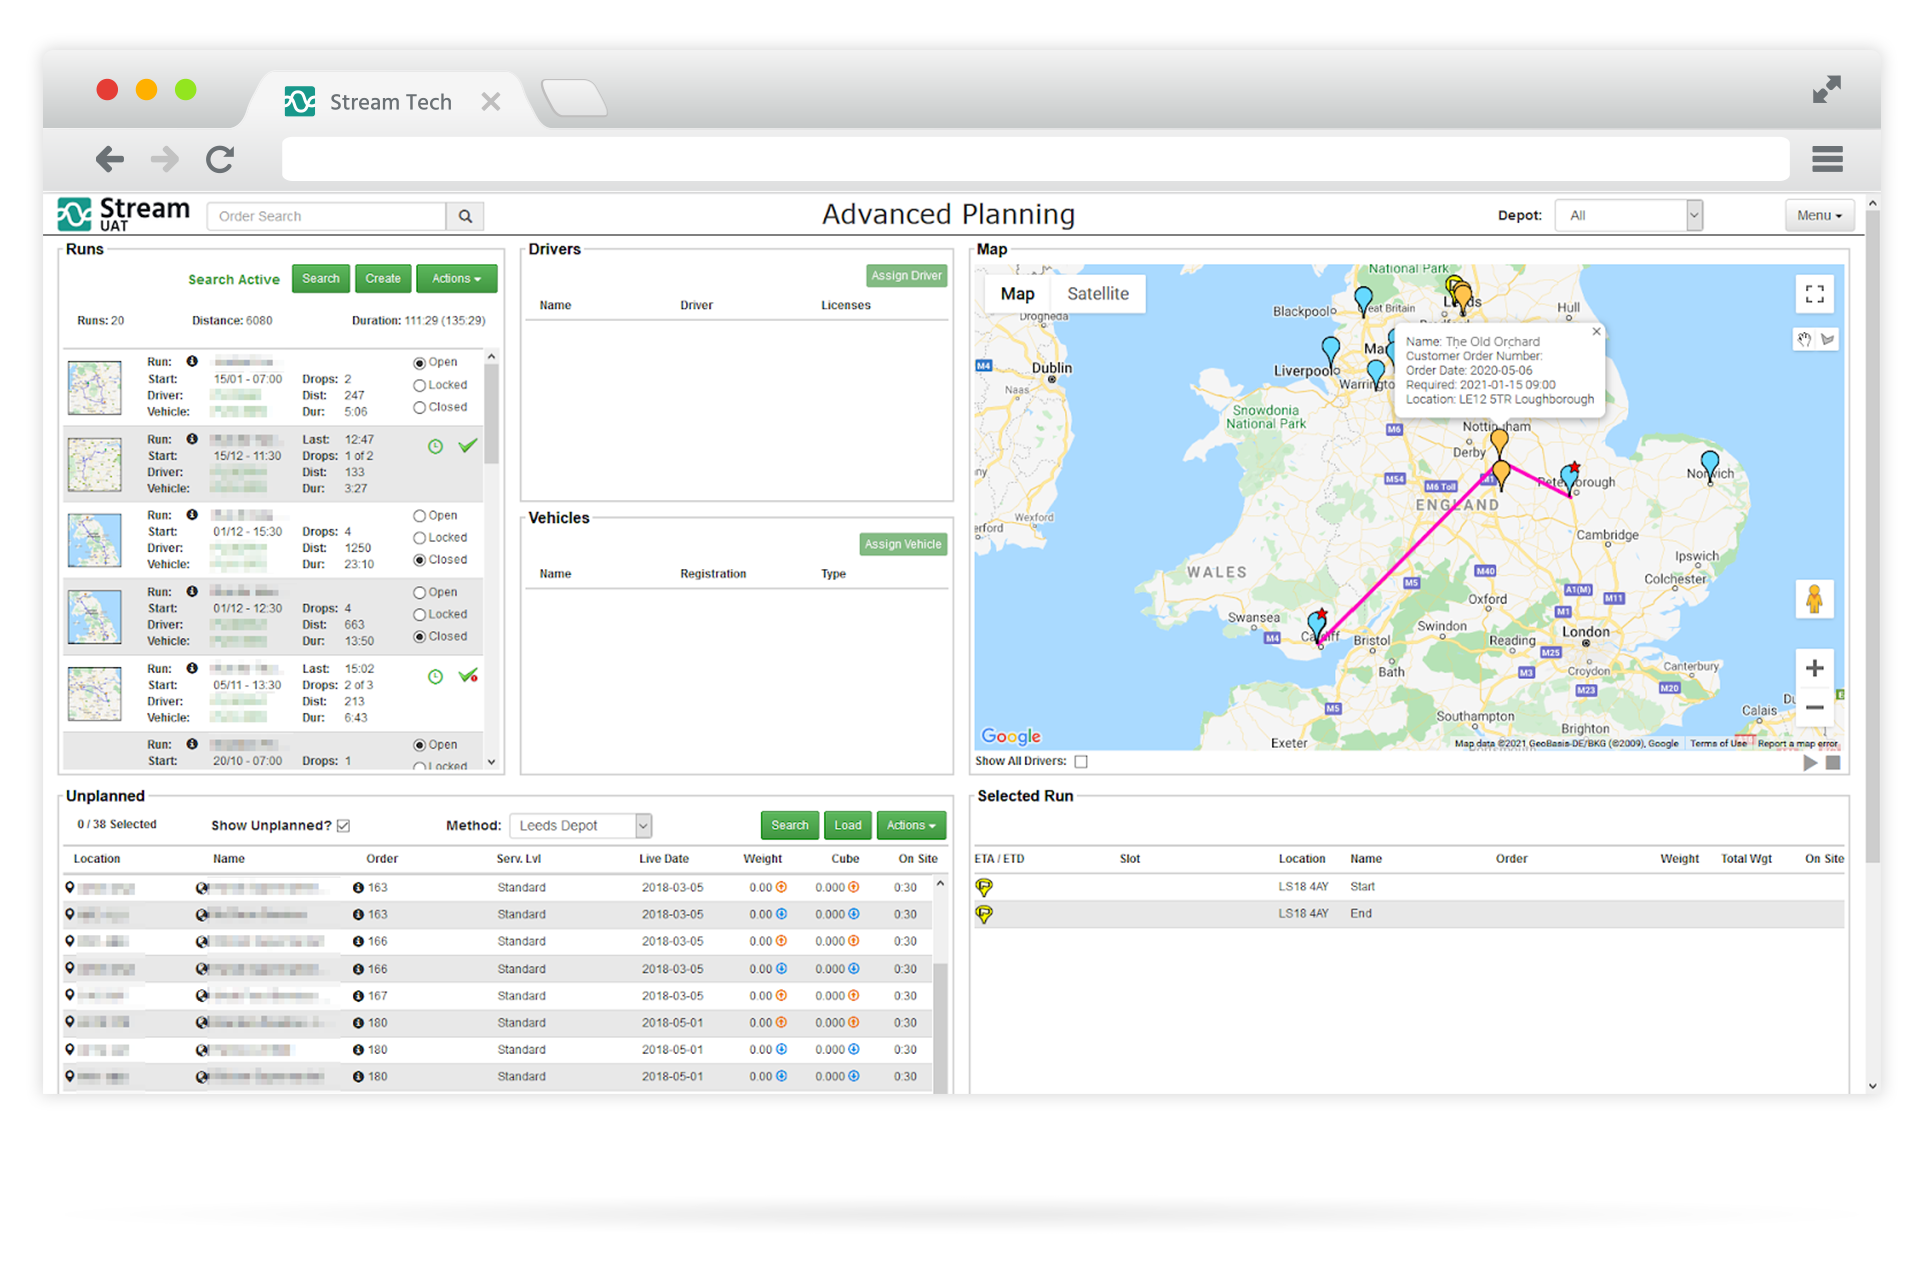 Stream Tech
Stream
UAT
Order Search
Advanced Planning
Depot: All
Menu
Runs
Search Active Search Create Actions
Runs: 20 Distance: 6080 Duration: 111:29 (135:29)
Run: Open
Start: 15/01 - 07:00 Drops: 2
Locked
Driver: Dist: 247
Closed
Vehicle: Dur: 5:06
Run: Last: 12:47
Start: 15/12 - 11:30 Drops: 1 of 2
Driver: Dist: 133
Vehicle: Dur: 3:27
Run: Open
Start: 01/12 - 15:30 Drops: 4
Locked
Driver: Dist: 1250
Closed
Vehicle: Dur: 23:10
Run: Open
Start: 01/12 - 12:30 Drops: 4
Locked
Driver: Dist: 663
Closed
Vehicle: Dur: 13:50
Run: Last: 15:02
Start: 05/11 - 13:30 Drops: 2 of 3
Driver: Dist: 213
Vehicle: Dur: 6:43
Run: Open
Start: 20/10 - 07:00 Drops: 1
Locked
Drivers
Assign Driver
Name Driver Licenses
Vehicles
Assign Vehicle
Name Registration Type
Map
Map Satellite
National Park
Blackpool
eat Britain
Hull
Drogheda
M4
Dublin
Naas
Liverpool
Warringto
Snowdonia
National Park
Name: The Old Orchard
Customer Order Number:
Order Date: 2020-05-06
Required: 2021-01-15 09:00
Location: LE12 5TR Loughborough
M6
Nottingham
Derby
Norwich
M54
M6 Toll
M1
Peterborough
ENGLAND
Wexford
erford
Cambridge
Ipswich
Colchester
WALES
M5
M40
Oxford
A1(M)
M11
M1
Swansea
Cardiff
M4
Bristol
Swindon
Reading
London
M25
Bath
M3
Croydon
Canterbury
M23
M20
M5
Southampton
Brighton
Calais
Exeter
Google
Map data ©2021 GeoBasis-DE/BKG (©2009), Google Terms of Use Report a map error
Show All Drivers:
Unplanned
0 / 38 Selected Show Unplanned? Method: Leeds Depot Search Load Actions
Location Name Order Serv. Lvl Live Date Weight Cube On Site
163 Standard 2018-03-05 0.00 0.000 0:30
163 Standard 2018-03-05 0.00 0.000 0:30
166 Standard 2018-03-05 0.00 0.000 0:30
166 Standard 2018-03-05 0.00 0.000 0:30
167 Standard 2018-03-05 0.00 0.000 0:30
180 Standard 2018-05-01 0.00 0.000 0:30
180 Standard 2018-05-01 0.00 0.000 0:30
180 Standard 2018-05-01 0.00 0.000 0:30
Selected Run
ETA / ETD Slot Location Name Order Weight Total Wgt On Site
LS18 4AY Start
LS18 4AY End